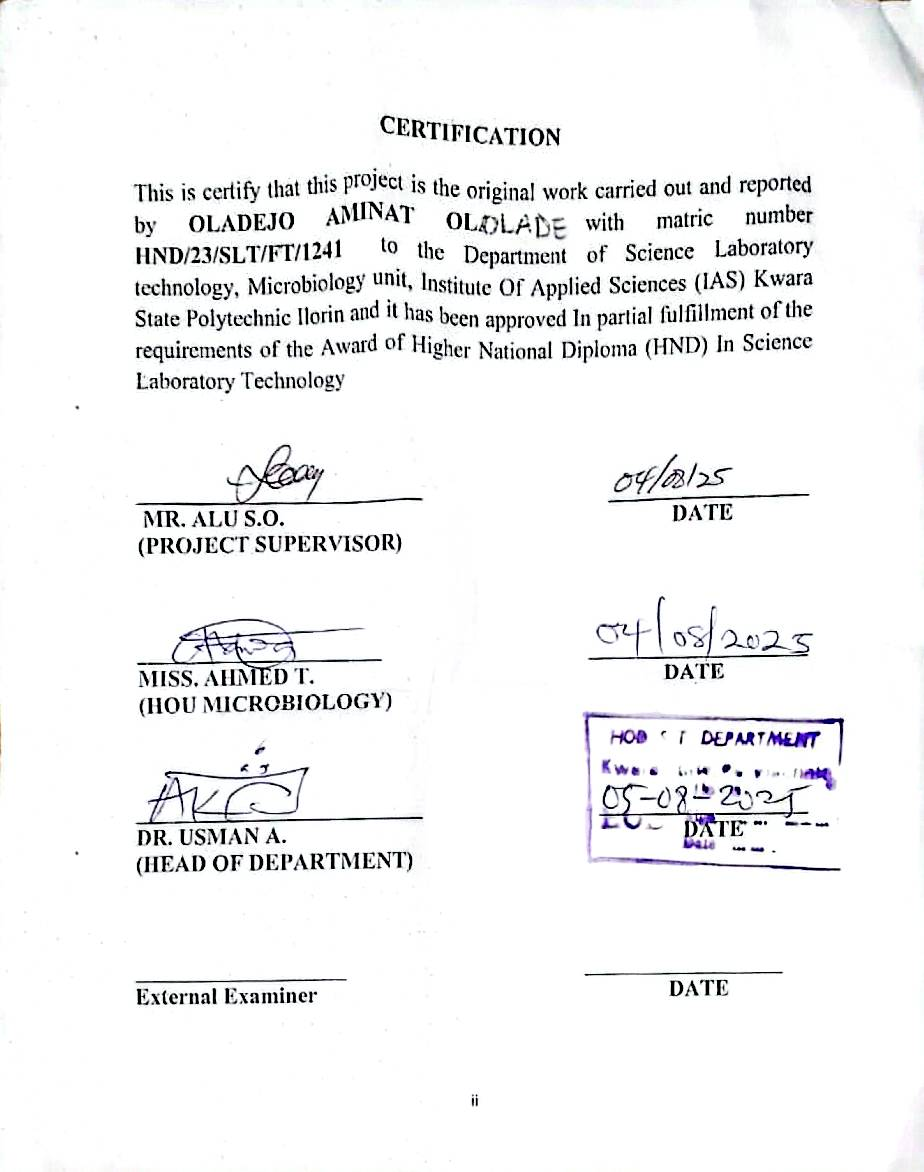 CERTIFICATION
This is certify that this project is the original work carried out and reported
by OLADEJO AMINAT OLOLADE with matric number
HND/23/SLT/FT/1241 to the Department of Science Laboratory
technology, Microbiology unit, Institute Of Applied Sciences (IAS) Kwara
State Polytechnic Ilorin and it has been approved In partial fulfillment of the
requirements of the Award of Higher National Diploma (HND) In Science
Laboratory Technology
04/08/25
MR. ALU S.O. DATE
(PROJECT SUPERVISOR)
04/08/2025
MISS. AHMED T. DATE
(HOU MICROBIOLOGY)
HOD DEPARTMENT
05-08-2025
DR. USMAN A. DATE
(HEAD OF DEPARTMENT)
Date
External Examiner DATE
ii